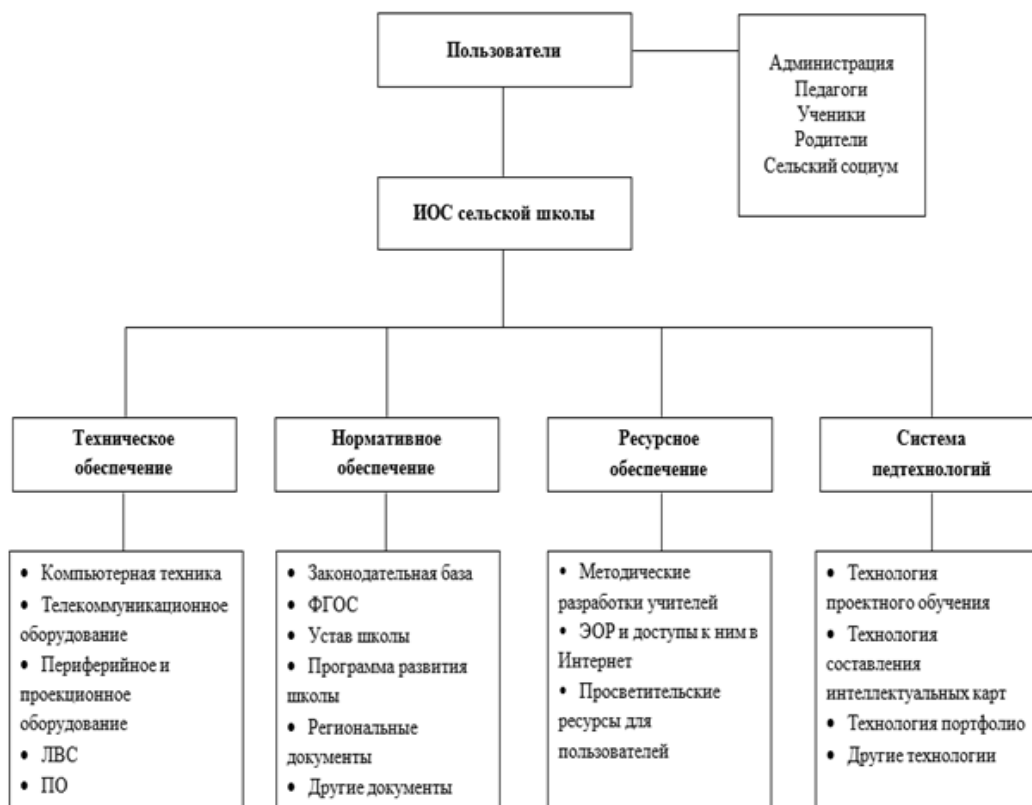 Пользователи
Администрация
Педагоги
Ученики
Родители
Сельский социум
ИОС сельской школы
Техническое
обеспечение
Нормативное
обеспечение
Ресурсное
обеспечение
Система
педтехнологий
• Компьютерная техника
• Телекоммуникационное
оборудование
• Периферийное и
проекционное
оборудование
• ЛВС
• ПО
• Законодательная база
• ФГОС
• Устав школы
• Программа развития
школы
• Региональные
документы
• Другие документы
• Методические
разработки учителей
• ЭОР и доступы к ним в
Интернет
• Просветительские
ресурсы для
пользователей
• Технология
проектного обучения
• Технология
составления
интеллектуальных карт
• Технология портфолио
• Другие технологии